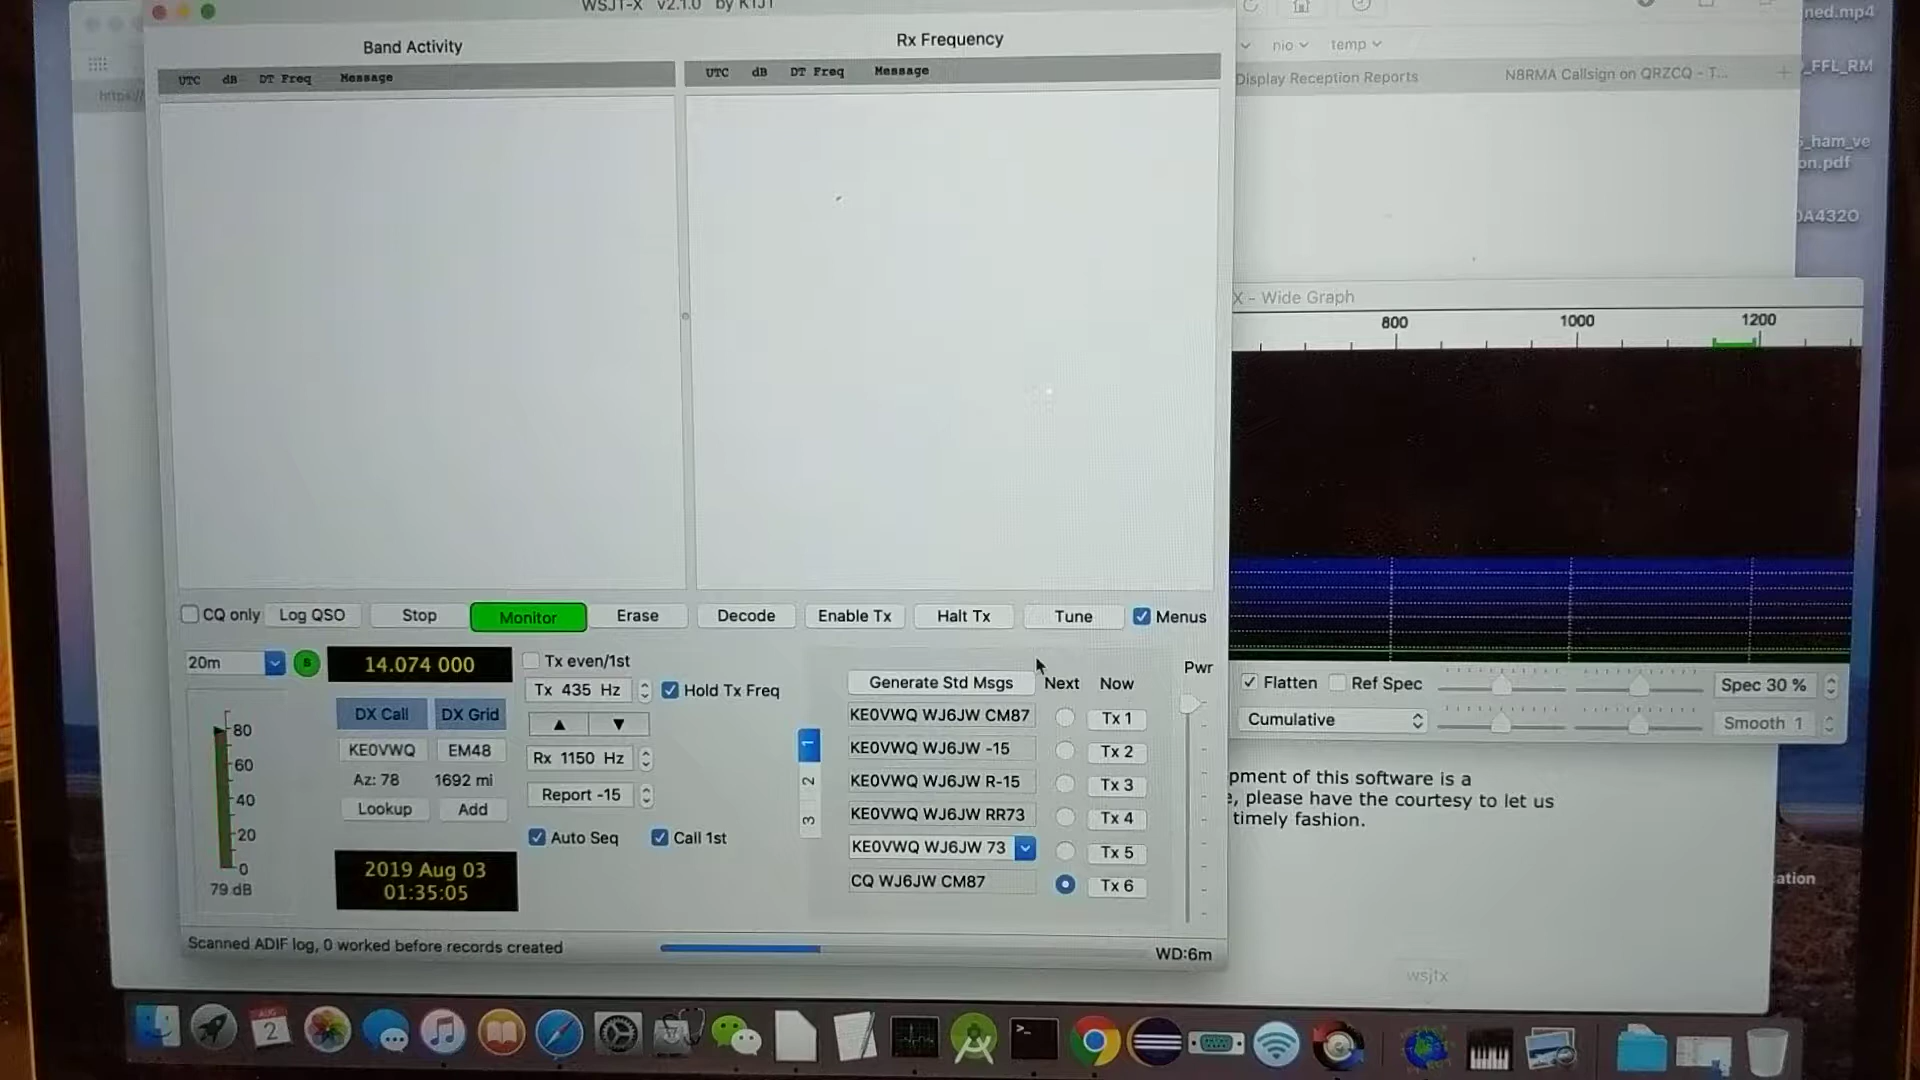 WSJT-X v2.1.0 by K1JT
Band Activity
Rx Frequency
UTC dB DT Freq Message
UTC dB DT Freq Message
https://
nio
temp
Display Reception Reports
N8RMA Callsign on QRZCQ - T...
ned.mp4
_FFL_RM
_ham_ve
on.pdf
0A4320
X - Wide Graph
800 1000 1200
CQ only
Log QSO
Stop
Monitor
Erase
Decode
Enable Tx
Halt Tx
Tune
Menus
20m
S
14.074 000
Tx even/1st
Tx 435 Hz
Hold Tx Freq
DX Call
DX Grid
KE0VWQ
EM48
Az: 78
1692 mi
Lookup
Add
Rx 1150 Hz
Report -15
Auto Seq
Call 1st
80
60
40
20
0
79 dB
2019 Aug 03
01:35:05
1
2
3
Generate Std Msgs
Next
Now
Pwr
KE0VWQ WJ6JW CM87
Tx 1
KE0VWQ WJ6JW -15
Tx 2
KE0VWQ WJ6JW R-15
Tx 3
KE0VWQ WJ6JW RR73
Tx 4
KE0VWQ WJ6JW 73
Tx 5
CQ WJ6JW CM87
Tx 6
Flatten
Ref Spec
Spec 30 %
Cumulative
Smooth 1
pment of this software is a
e, please have the courtesy to let us
timely fashion.
ation
Scanned ADIF log, 0 worked before records created
WD:6m
wsjtx
AUG
2